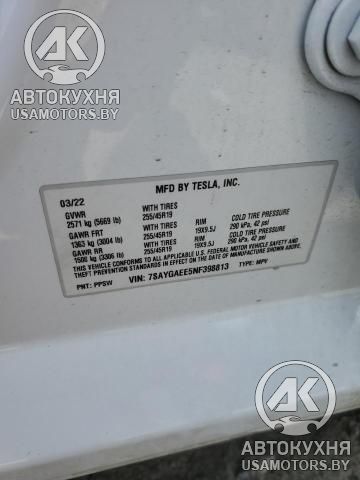 АК
АВТОКУХНЯ
USAMOTORS.BY
MFD BY TESLA, INC.
03/22
GVWR WITH TIRES
2571 kg (5669 lb) 255/45R19 RIM COLD TIRE PRESSURE
GAWR FRT WITH TIRES 19X9.5J 290 kPa, 42 psi
1363 kg (3004 lb) 255/45R19 RIM COLD TIRE PRESSURE
GAWR RR WITH TIRES 19X9.5J 290 kPa, 42 psi
1500 kg (3306 lb) 255/45R19
THIS VEHICLE CONFORMS TO ALL APPLICABLE U.S. FEDERAL MOTOR VEHICLE SAFETY AND
THEFT PREVENTION STANDARDS IN EFFECT ON THE DATE OF MANUFACTURE SHOWN ABOVE.
PNT: PPSW VIN: 7SAYGAEE5NF398813 TYPE: MPV
АК
АВТОКУХНЯ
USAMOTORS.BY